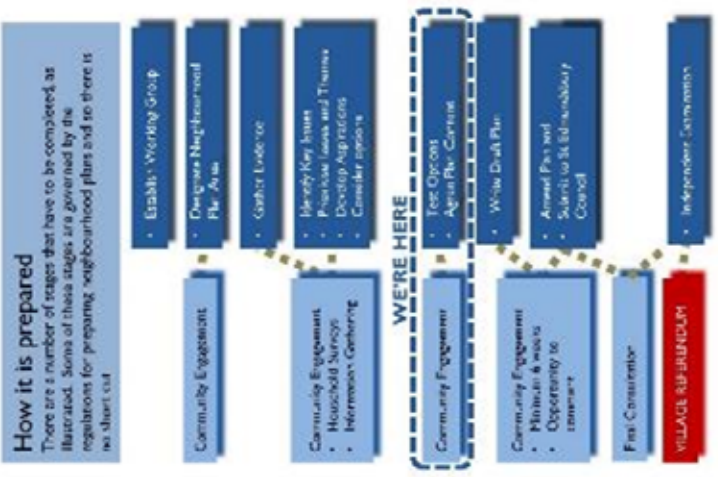 How it is prepared
There are a number of stages that have to be completed, as
illustrated. Some of these stages are governed by the
regulations for preparing neighbourhood plans and so there is
no short cut
• Establish Working Group
Community Engagement
• Designate Neighbourhood
Plan Area
• Gather Evidence
Community Engagement
• Household Surveys
• Information Gathering
• Identify Key Issues
• Prioritise Issues and Themes
• Develop Aspirations
• Consider options
WE'RE HERE
Community Engagement
• Test Options
• Agree Plan Content
• Write Draft Plan
Community Engagement
• Minimum 6 weeks
• Opportunity to
comment
• Amend Plan and
• Submit to St Edmundsbury
Council
Final Consultation
• Independent Examination
VILLAGE REFERENDUM